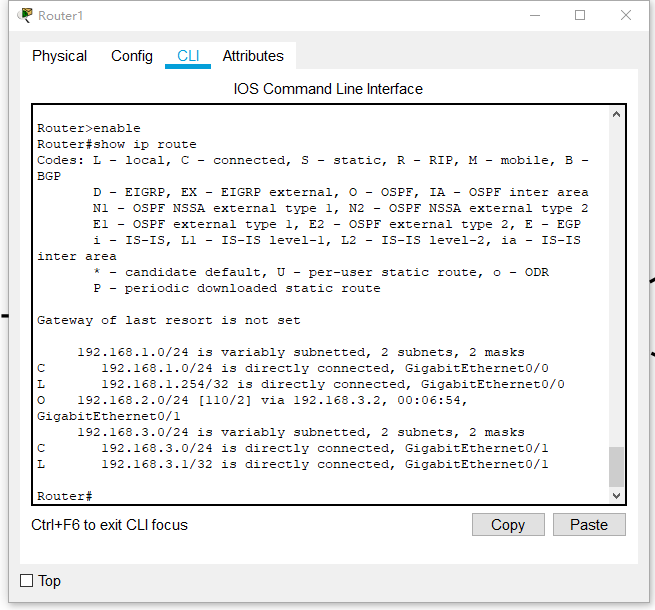 Router1
Physical Config CLI Attributes
IOS Command Line Interface
Router>enable
Router#show ip route
Codes: L - local, C - connected, S - static, R - RIP, M - mobile, B -
BGP
D - EIGRP, EX - EIGRP external, O - OSPF, IA - OSPF inter area
N1 - OSPF NSSA external type 1, N2 - OSPF NSSA external type 2
E1 - OSPF external type 1, E2 - OSPF external type 2, E - EGP
i - IS-IS, L1 - IS-IS level-1, L2 - IS-IS level-2, ia - IS-IS
inter area
* - candidate default, U - per-user static route, o - ODR
P - periodic downloaded static route
Gateway of last resort is not set
192.168.1.0/24 is variably subnetted, 2 subnets, 2 masks
C 192.168.1.0/24 is directly connected, GigabitEthernet0/0
L 192.168.1.254/32 is directly connected, GigabitEthernet0/0
O 192.168.2.0/24 [110/2] via 192.168.3.2, 00:06:54,
GigabitEthernet0/1
192.168.3.0/24 is variably subnetted, 2 subnets, 2 masks
C 192.168.3.0/24 is directly connected, GigabitEthernet0/1
L 192.168.3.1/32 is directly connected, GigabitEthernet0/1
Router#
Ctrl+F6 to exit CLI focus Copy Paste
Top